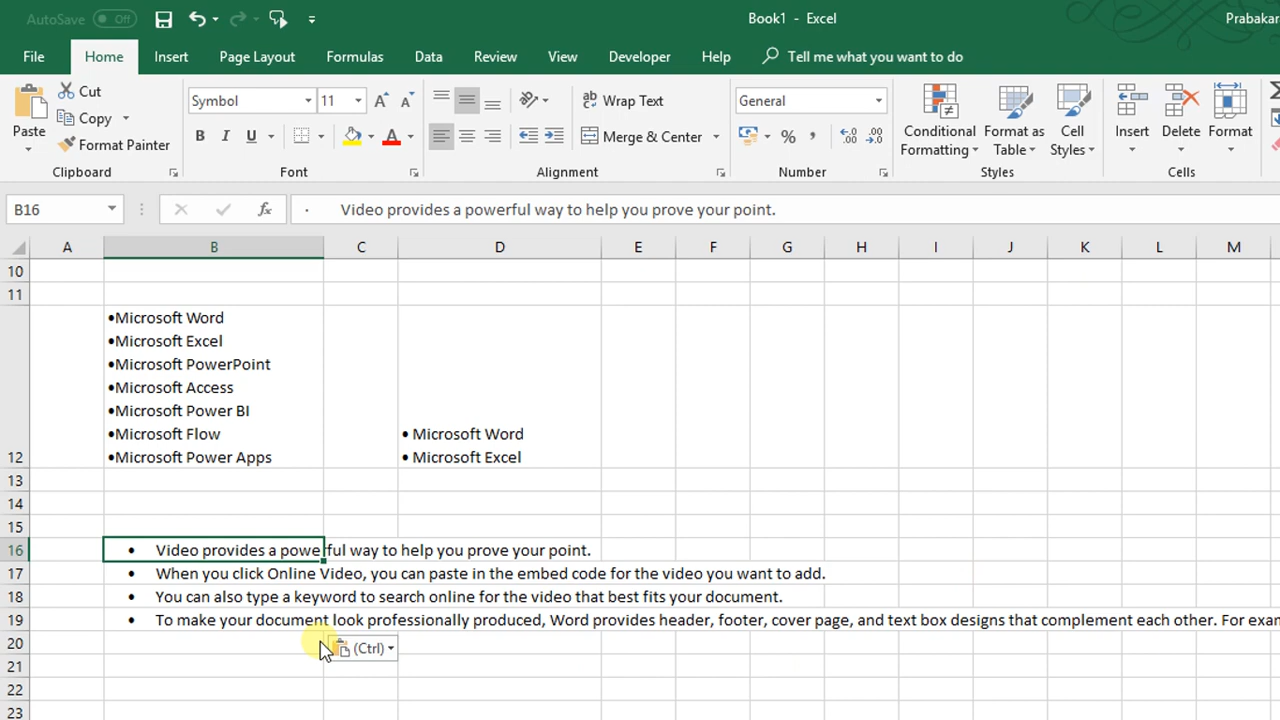 AutoSave Off Book1 - Excel Prabakar
File Home Insert Page Layout Formulas Data Review View Developer Help Tell me what you want to do
Paste Cut Symbol 11 Wrap Text General Conditional Formatting Format as Table Cell Styles Insert Delete Format
Copy
Format Painter B I U A Merge & Center % ,
Clipboard Font Alignment Number Styles Cells
B16 fx · Video provides a powerful way to help you prove your point.
A B C D E F G H I J K L M
10
11
•Microsoft Word
•Microsoft Excel
•Microsoft PowerPoint
•Microsoft Access
•Microsoft Power BI
•Microsoft Flow • Microsoft Word
12 •Microsoft Power Apps • Microsoft Excel
13
14
15
16 • Video provides a powerful way to help you prove your point.
17 • When you click Online Video, you can paste in the embed code for the video you want to add.
18 • You can also type a keyword to search online for the video that best fits your document.
19 • To make your document look professionally produced, Word provides header, footer, cover page, and text box designs that complement each other. For exam
20 (Ctrl)
21
22
23